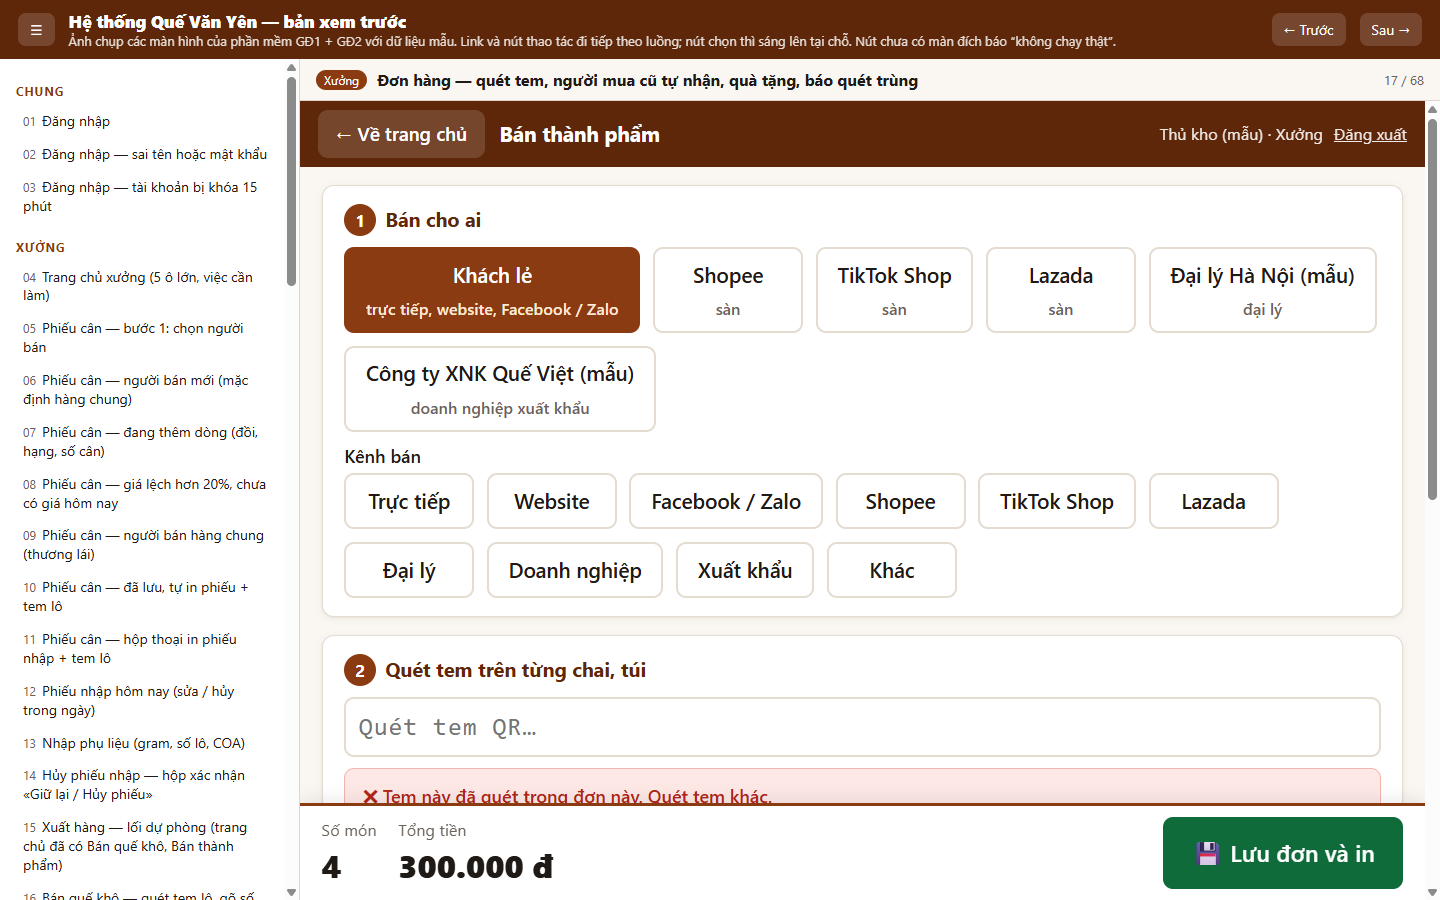 ☰
Hệ thống Quế Văn Yên — bản xem trước
Ảnh chụp các màn hình của phần mềm GĐ1 + GĐ2 với dữ liệu mẫu. Link và nút thao tác đi tiếp theo luồng; nút chọn thì sáng lên tại chỗ. Nút chưa có màn đích báo “không chạy thật”.
← Trước
Sau →
CHUNG
01 Đăng nhập
02 Đăng nhập — sai tên hoặc mật khẩu
03 Đăng nhập — tài khoản bị khóa 15
phút
XƯỞNG
04 Trang chủ xưởng (5 ô lớn, việc cần
làm)
05 Phiếu cân — bước 1: chọn người
bán
06 Phiếu cân — người bán mới (mặc
định hàng chung)
07 Phiếu cân — đang thêm dòng (đồi,
hạng, số cân)
08 Phiếu cân — giá lệch hơn 20%, chưa
có giá hôm nay
09 Phiếu cân — người bán hàng chung
(thương lái)
10 Phiếu cân — đã lưu, tự in phiếu +
tem lô
11 Phiếu cân — hộp thoại in phiếu
nhập + tem lô
12 Phiếu nhập hôm nay (sửa / hủy
trong ngày)
13 Nhập phụ liệu (gram, số lô, COA)
14 Hủy phiếu nhập — hộp xác nhận
«Giữ lại / Hủy phiếu»
15 Xuất hàng — lối dự phòng (trang
chủ đã có Bán quế khô, Bán thành
phẩm)
16 Bán quế khô — quét tem lô, gõ số
Xưởng
Đơn hàng — quét tem, người mua cũ tự nhận, quà tặng, báo quét trùng
17 / 68
← Về trang chủ
Bán thành phẩm
Thủ kho (mẫu) · Xưởng
Đăng xuất
1 Bán cho ai
Khách lẻ
trực tiếp, website, Facebook / Zalo
Shopee
sàn
TikTok Shop
sàn
Lazada
sàn
Đại lý Hà Nội (mẫu)
đại lý
Công ty XNK Quế Việt (mẫu)
doanh nghiệp xuất khẩu
Kênh bán
Trực tiếp
Website
Facebook / Zalo
Shopee
TikTok Shop
Lazada
Đại lý
Doanh nghiệp
Xuất khẩu
Khác
2 Quét tem trên từng chai, túi
Quét tem QR…
❌ Tem này đã quét trong đơn này. Quét tem khác.
Số món
4
Tổng tiền
300.000 đ
💾 Lưu đơn và in